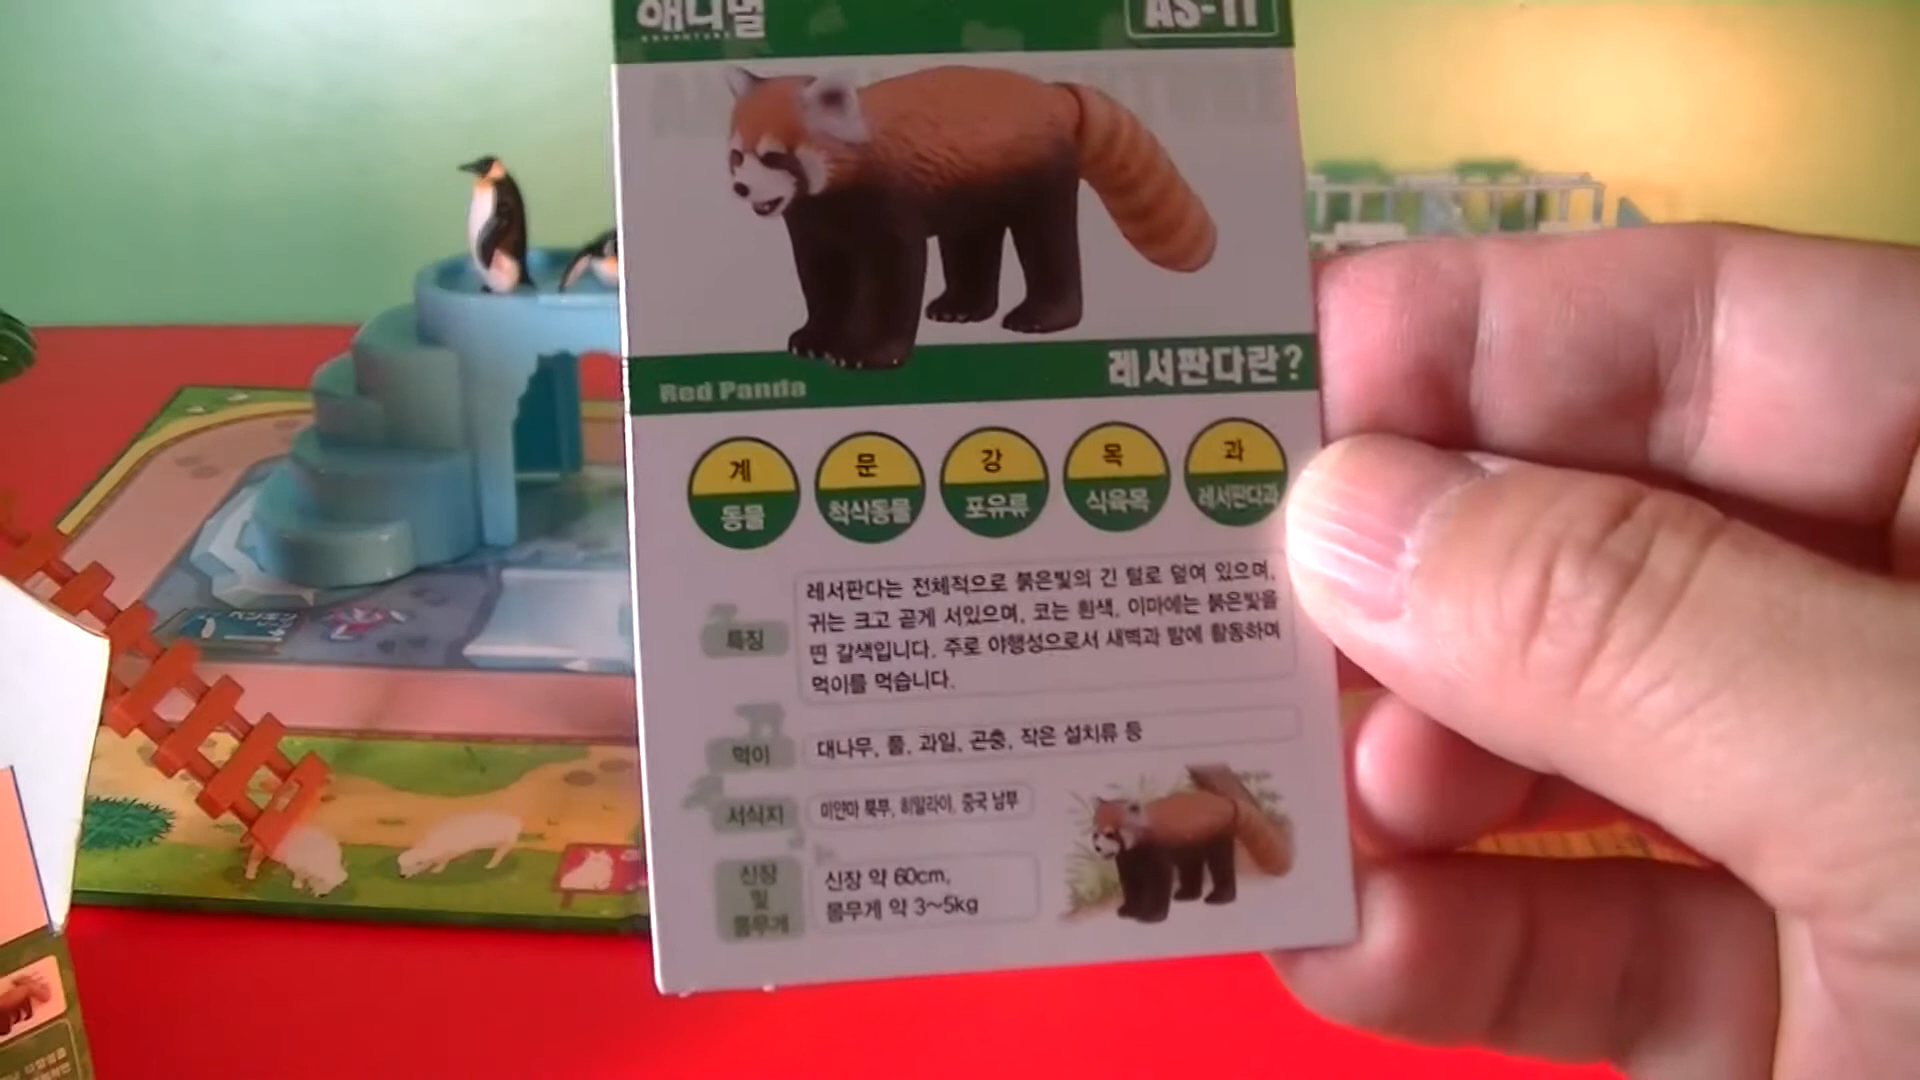 애니멀
AS-11
Red Panda
레서판다란?
계 문 강 목 과
동물 척삭동물 포유류 식육목 레서판다과
특징
레서판다는 전체적으로 붉은빛의 긴 털로 덮여 있으며,
귀는 크고 곧게 서있으며, 코는 흰색, 이마에는 붉은빛을
띤 갈색입니다. 주로 야행성으로서 새벽과 밤에 활동하며
먹이를 먹습니다.
먹이
대나무, 풀, 과일, 곤충, 작은 설치류 등
서식지
미얀마 북부, 히말라야, 중국 남부
신장
및
몸무게
신장 약 60cm,
몸무게 약 3~5kg
ペンギン